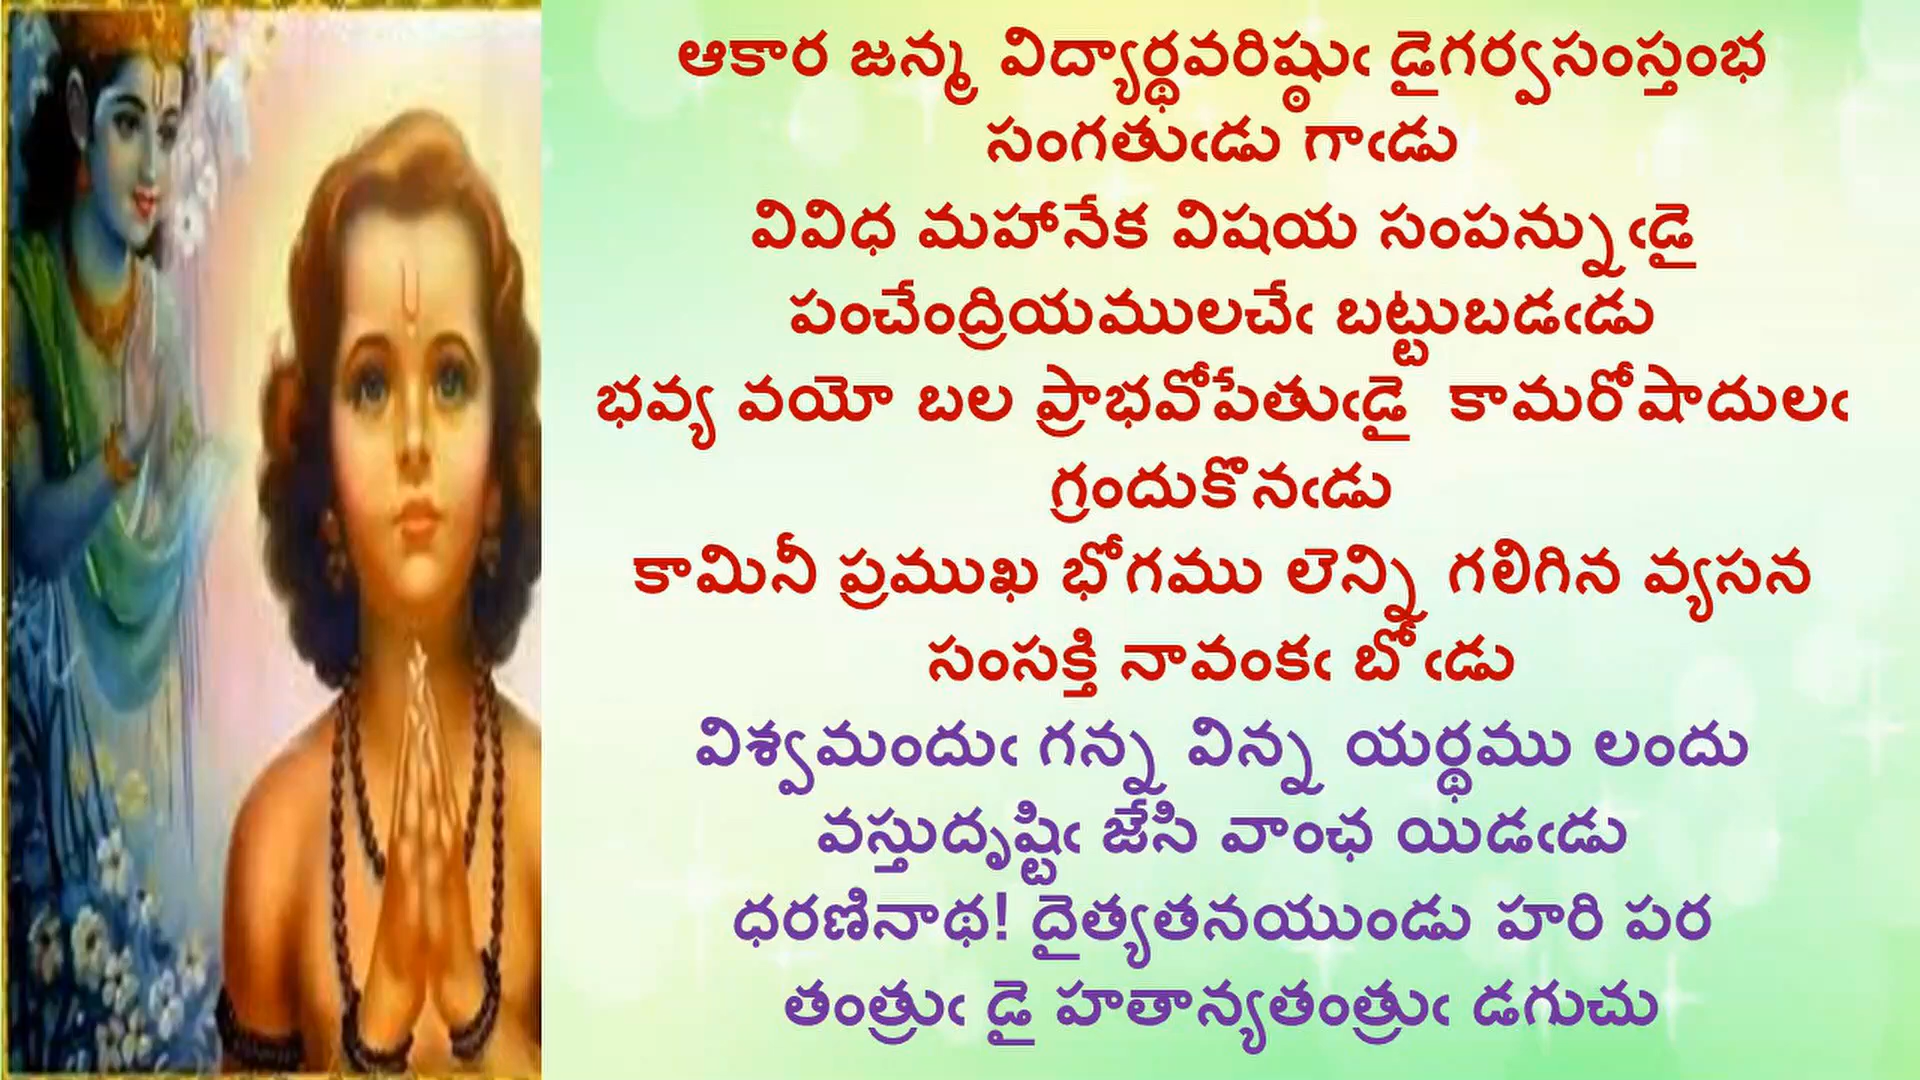 ఆకార జన్మ విద్యార్థవరిష్ఠుఁ డైగర్వసంస్తంభ
సంగతుఁడు గాఁడు
వివిధ మహానేక విషయ సంపన్నుఁడై
పంచేంద్రియములచేఁ బట్టుబడఁడు
భవ్య వయో బల ప్రాభవోపేతుఁడై కామరోషాదులఁ
గ్రందుకొనఁడు
కామినీ ప్రముఖ భోగము లెన్ని గలిగిన వ్యసన
సంసక్తి నావంకఁ బోఁడు
విశ్వమందుఁ గన్న విన్న యర్థము లందు
వస్తుదృష్టిఁ జేసి వాంఛ యిడఁడు
ధరణినాథ! దైత్యతనయుండు హరి పర
తంత్రుఁ డై హతాన్యతంత్రుఁ డగుచు